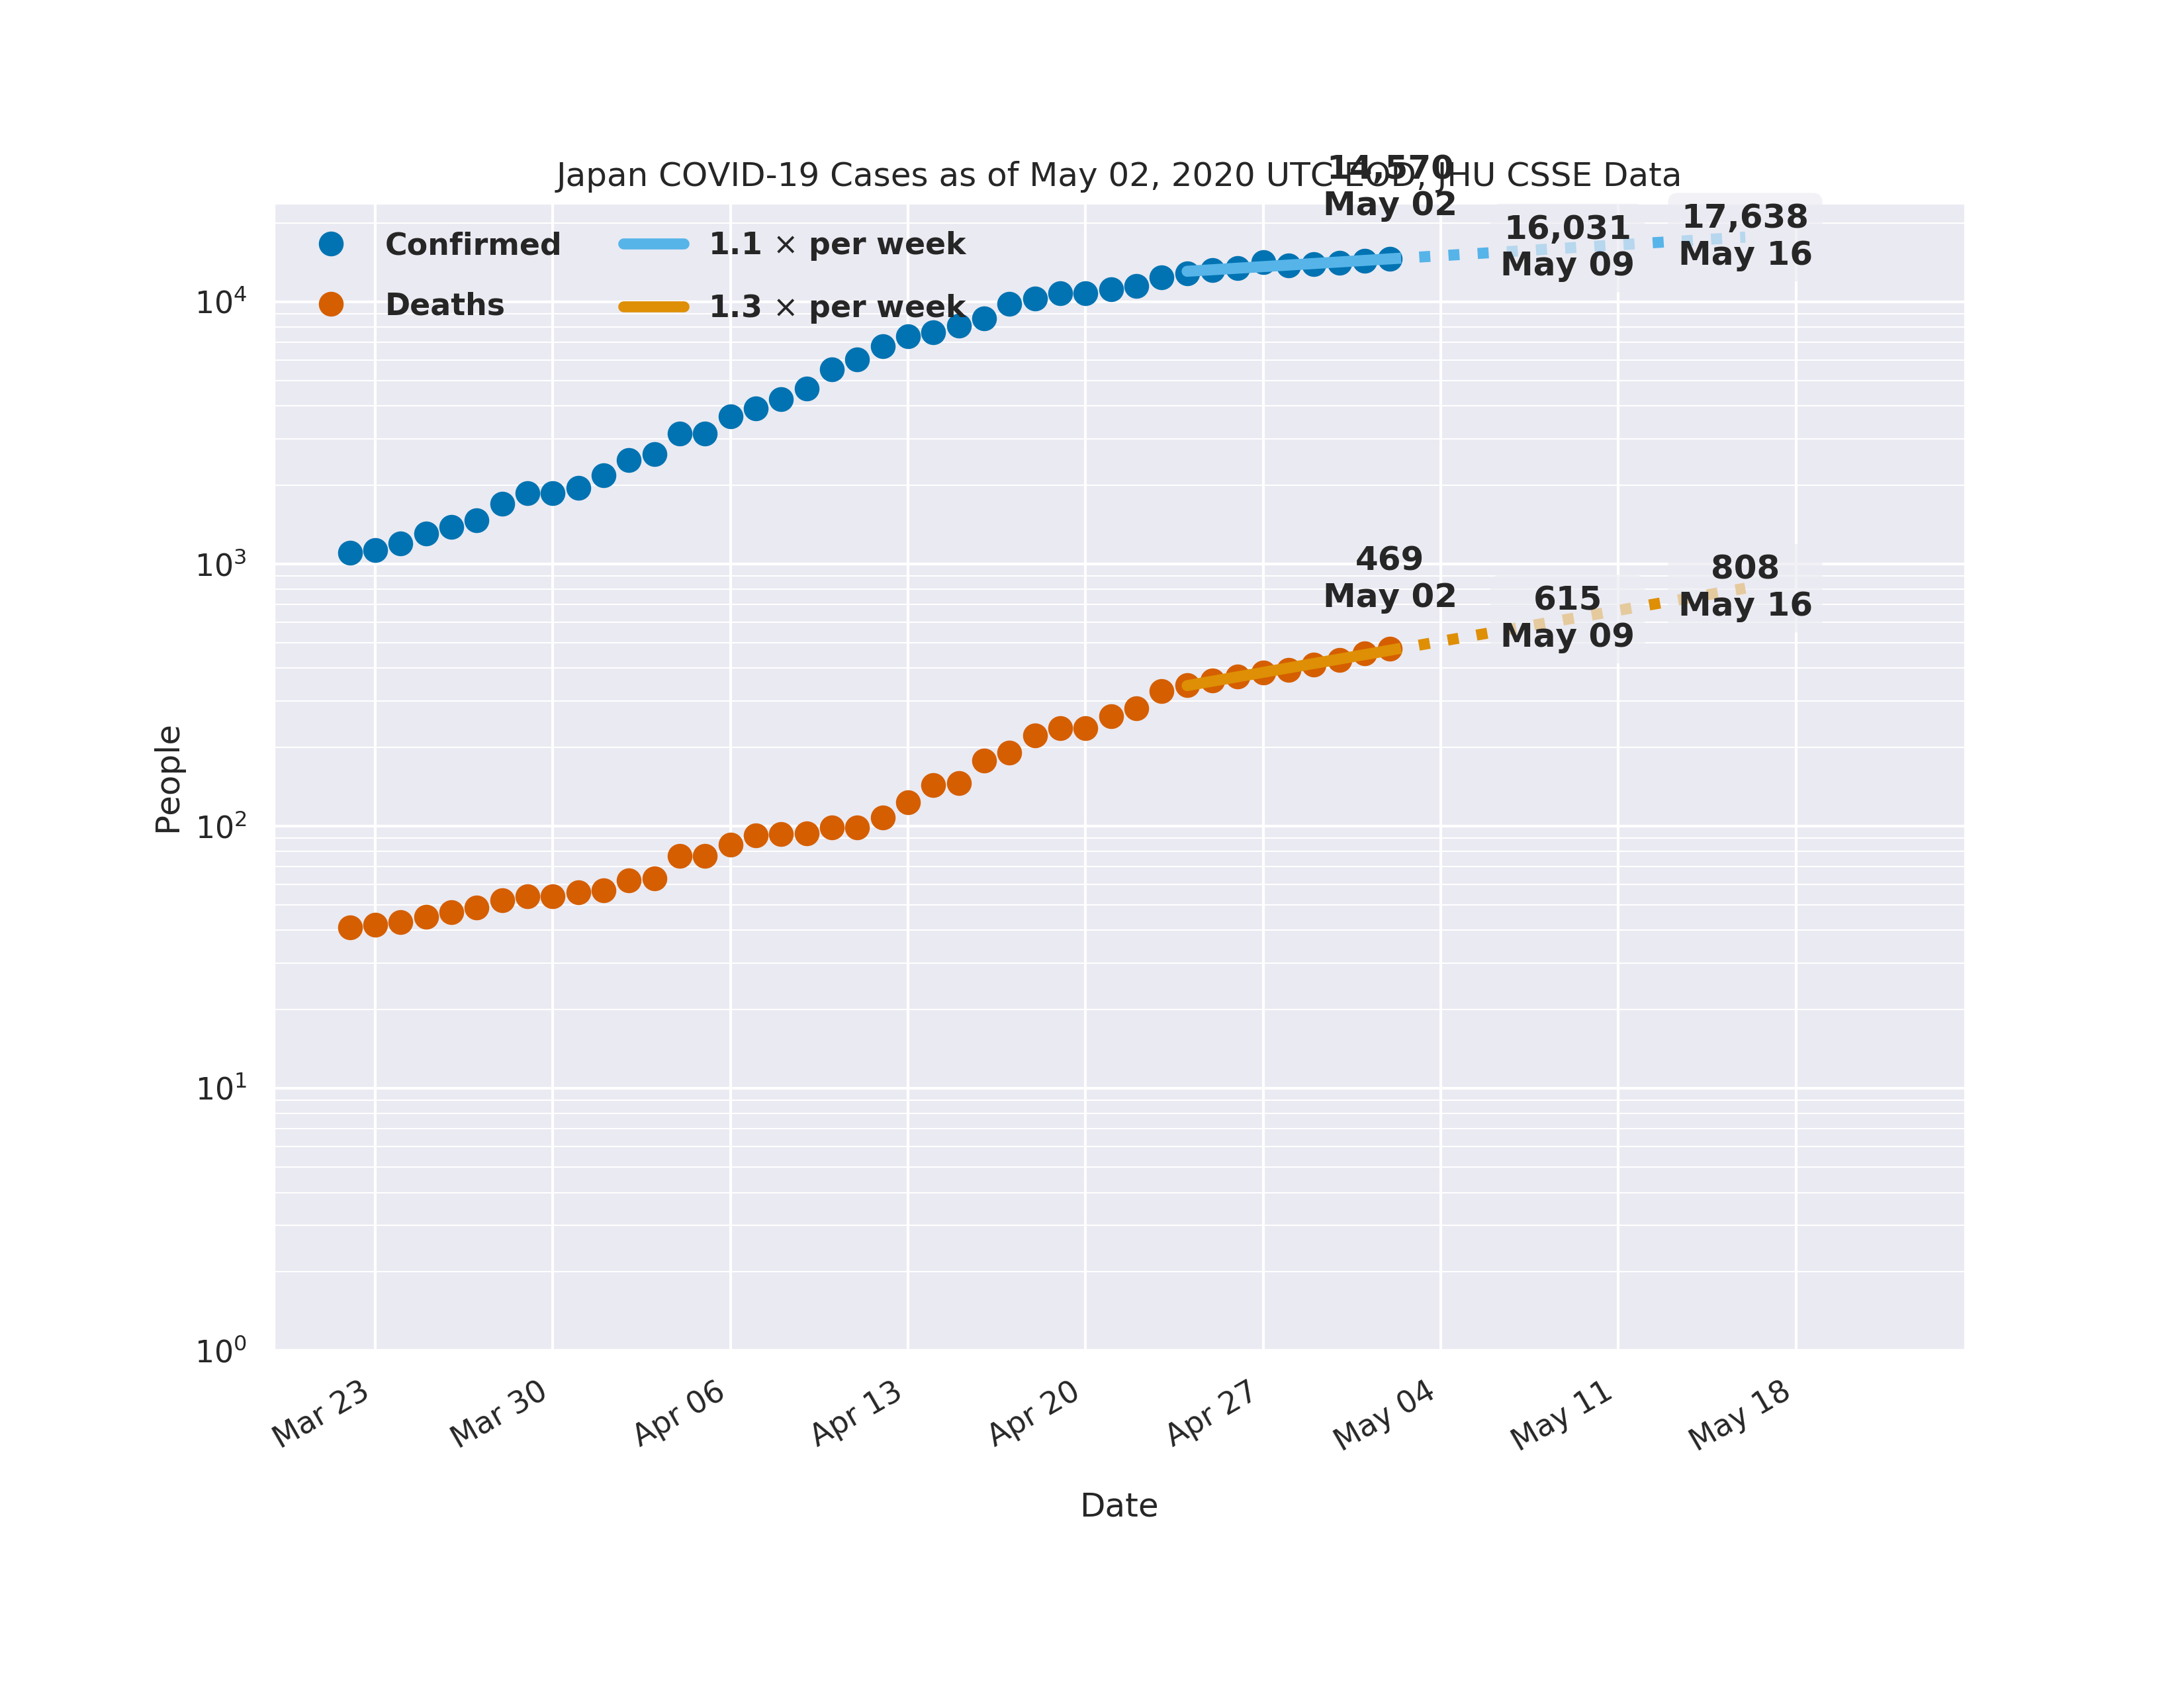 Japan COVID-19 Cases as of May 02, 2020 UTC EOD, JHU CSSE Data
14,570
May 02
16,031
May 09
17,638
May 16
Confirmed
Deaths
1.1 × per week
1.3 × per week
469
May 02
615
May 09
808
May 16
People
10⁴
10³
10²
10¹
10⁰
Mar 23
Mar 30
Apr 06
Apr 13
Apr 20
Apr 27
May 04
May 11
May 18
Date